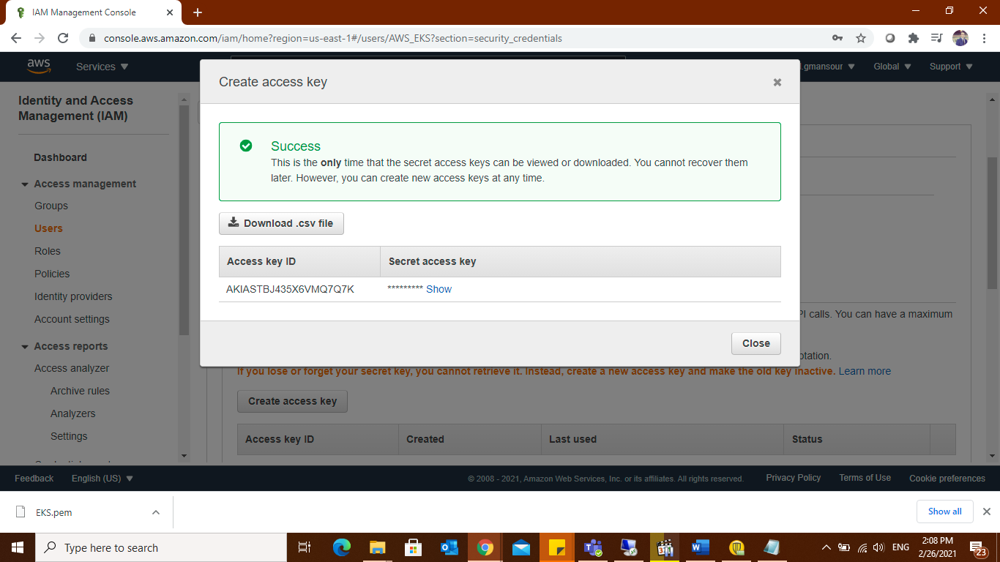 IAM Management Console
console.aws.amazon.com/iam/home?region=us-east-1#/users/AWS_EKS?section=security_credentials
aws
Services
.gmansour
Global
Support
Create access key
Identity and Access
Management (IAM)
Dashboard
Access management
Groups
Users
Roles
Policies
Identity providers
Account settings
Access reports
Access analyzer
Archive rules
Analyzers
Settings
Success
This is the only time that the secret access keys can be viewed or downloaded. You cannot recover them
later. However, you can create new access keys at any time.
Download .csv file
Access key ID Secret access key
AKIASTBJ435X6VMQ7Q7K ********* Show
Close
PI calls. You can have a maximum
otation.
If you lose or forget your secret key, you cannot retrieve it. Instead, create a new access key and make the old key inactive. Learn more
Create access key
Access key ID Created Last used Status
Feedback English (US) © 2008 - 2021, Amazon Web Services, Inc. or its affiliates. All rights reserved. Privacy Policy Terms of Use Cookie preferences
EKS.pem
Show all
Type here to search
ENG
2:08 PM
2/26/2021
23